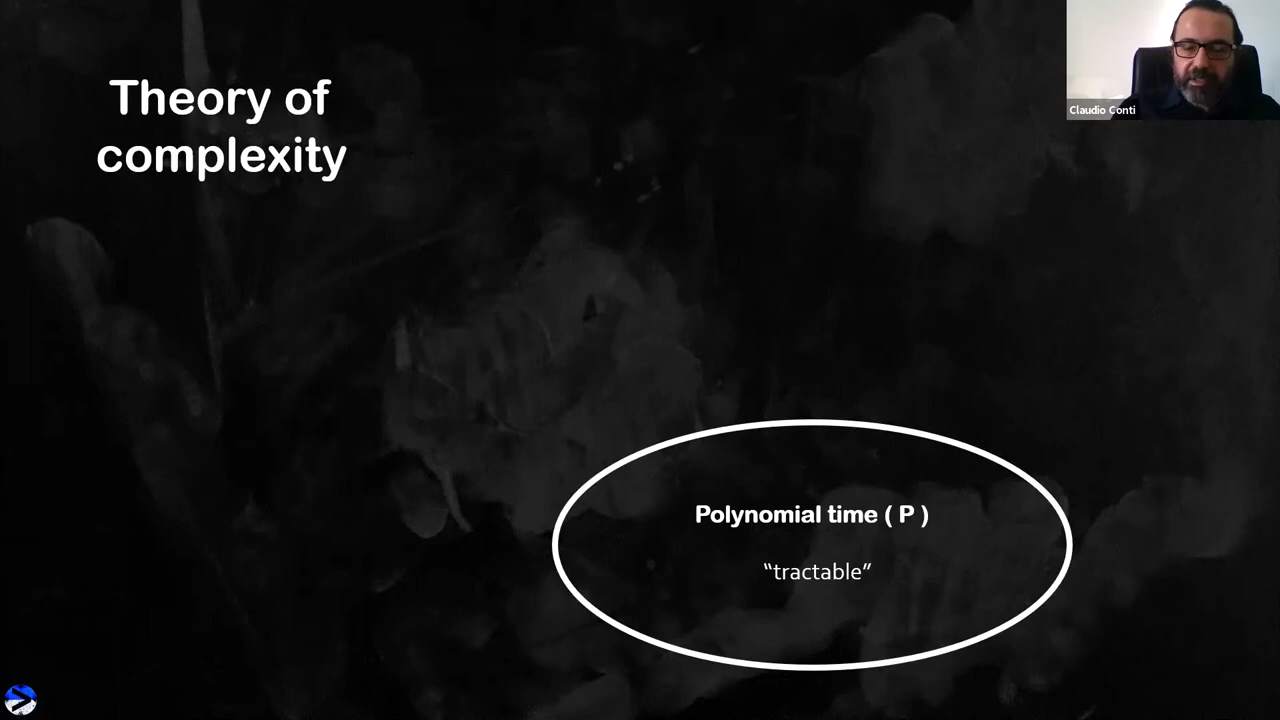 Theory of
complexity
Claudio Conti
Polynomial time ( P )
“tractable”